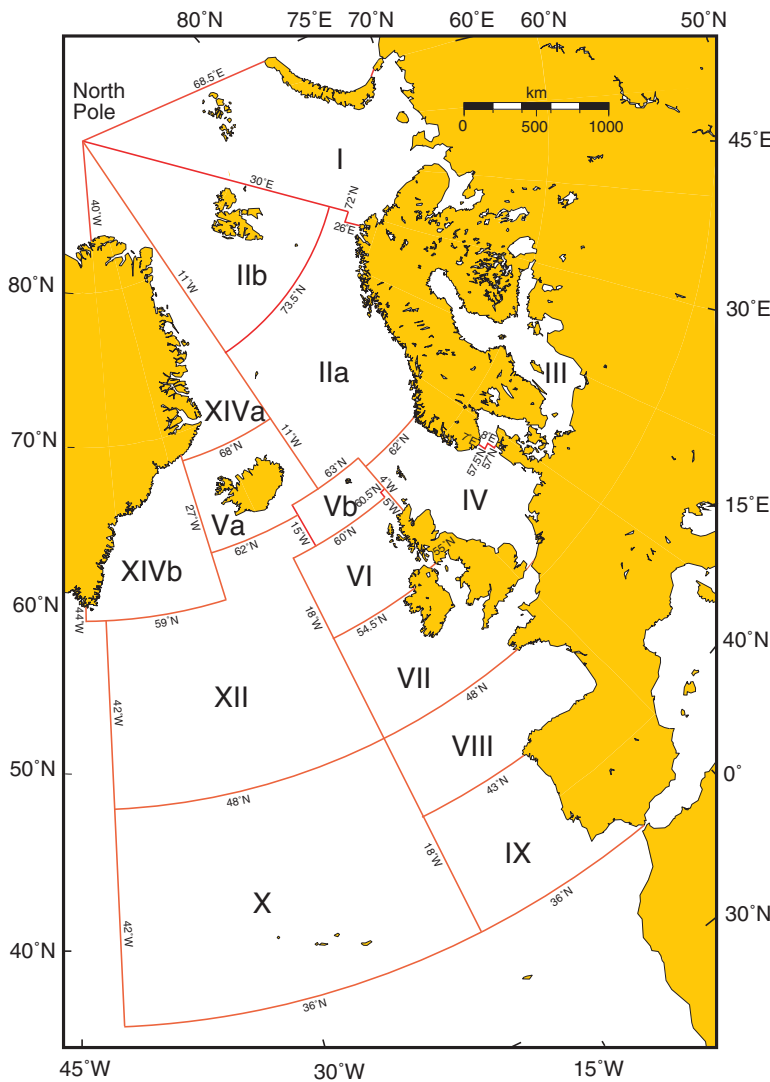 80˚N
75˚E
70˚N
60˚E
60˚N
50˚N
68.5˚E
North
Pole
km
0
500
1000
45˚E
I
30˚E
72˚N
26˚E
40˚W
IIb
11˚W
73.5˚N
80˚N
30˚E
IIa
III
XIVa
11˚W
68˚N
62˚N
7˚E
8˚E
57.5˚N
57˚N
70˚N
63˚N
4˚W
5˚W
60.5˚N
IV
15˚E
27˚W
Va
Vb
15˚W
62˚N
60˚N
55˚N
XIVb
VI
60˚N
44˚W
59˚N
18˚W
54.5˚N
40˚N
42˚W
XII
VII
48˚N
VIII
50˚N
0˚
48˚N
43˚N
18˚W
IX
X
36˚N
30˚N
42˚W
40˚N
36˚N
45˚W
30˚W
15˚W